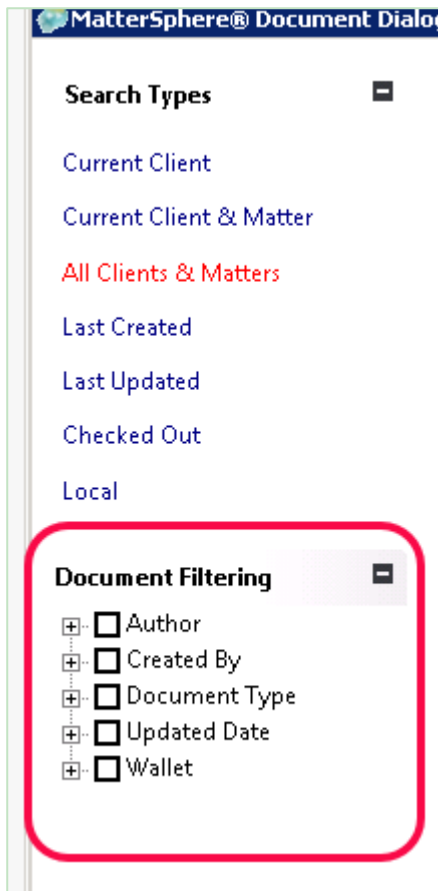 MatterSphere® Document Dialog
Search Types
Current Client
Current Client & Matter
All Clients & Matters
Last Created
Last Updated
Checked Out
Local
Document Filtering
Author
Created By
Document Type
Updated Date
Wallet